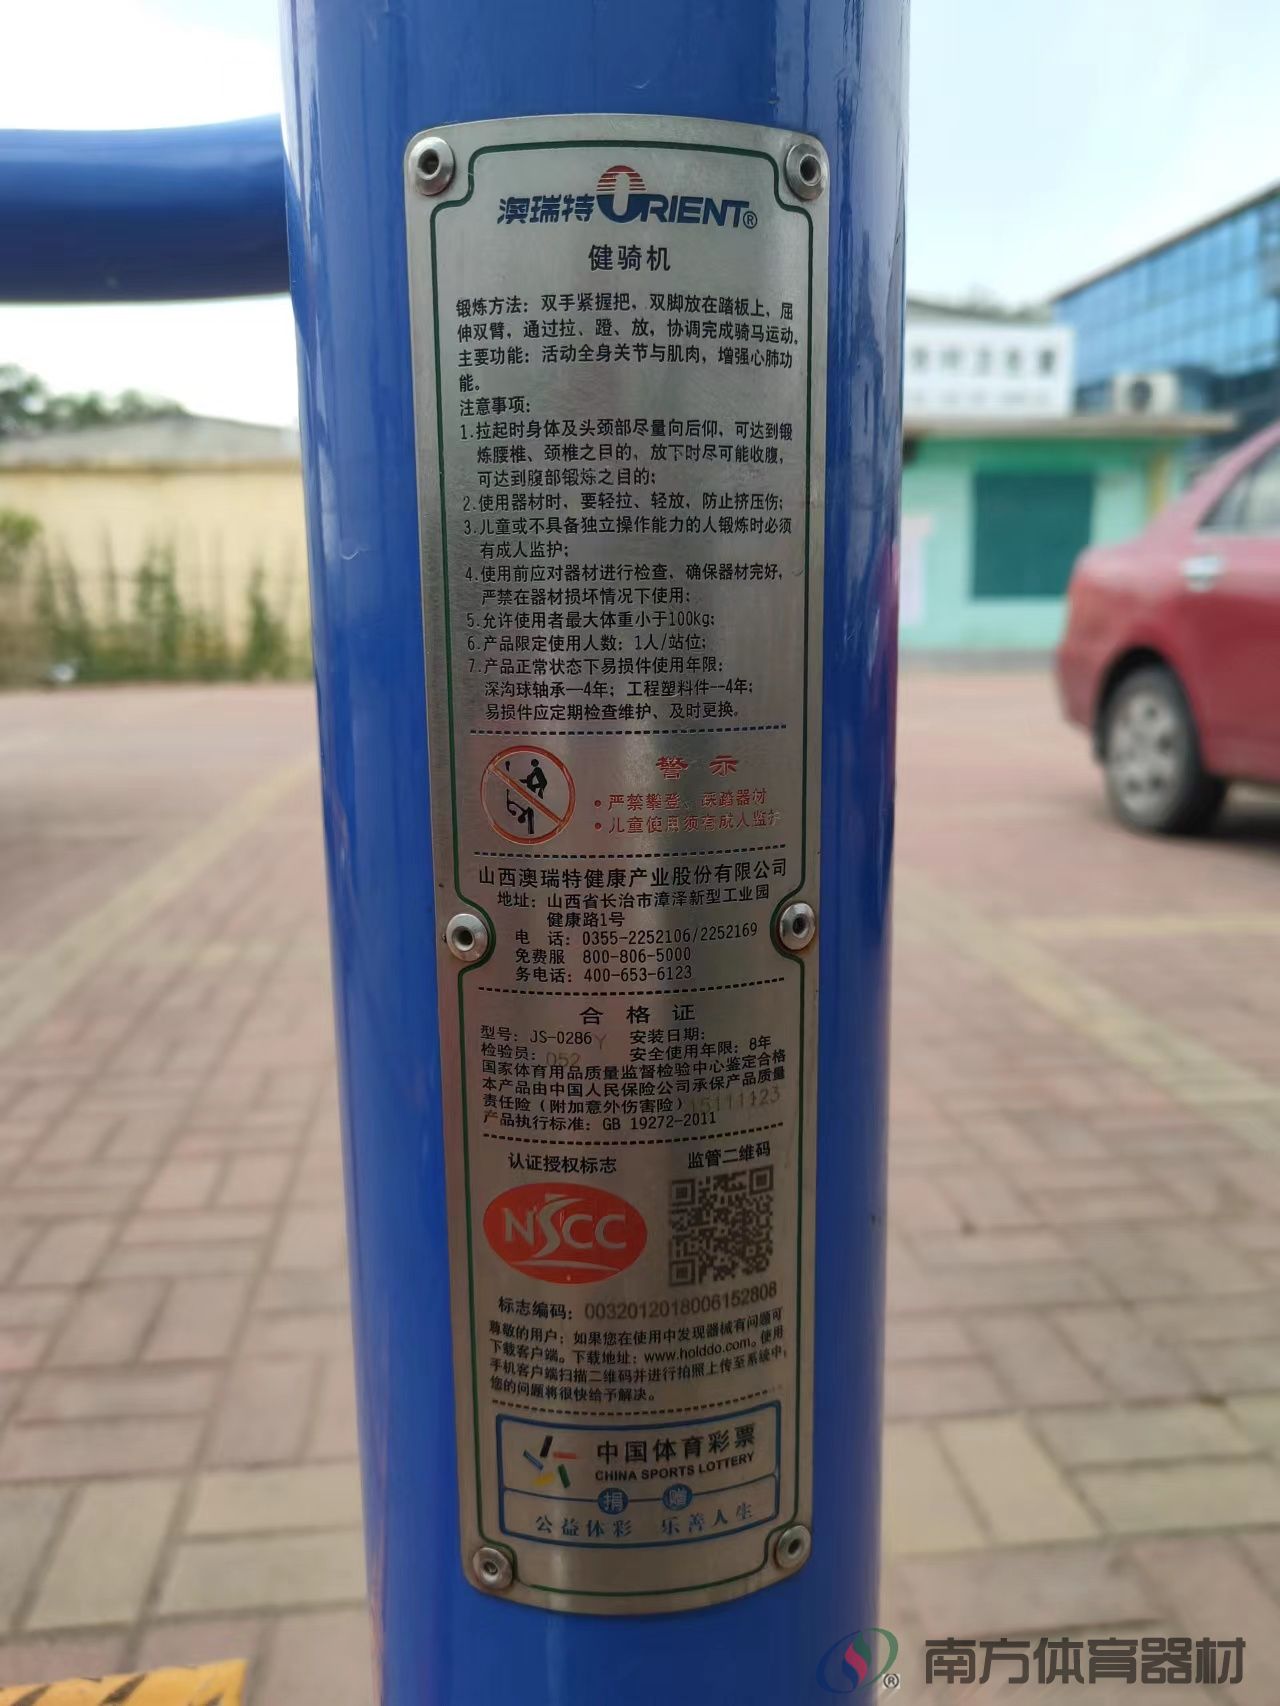 澳瑞特 ORIENT®
健骑机
锻炼方法：双手紧握把、双脚放在踏板上，屈
伸双臂，通过拉、蹬、放，协调完成骑马运动。
主要功能：活动全身关节与肌肉，增强心肺功
能。
注意事项：
1.拉起时身体及头颈部尽量向后仰，可达到锻
炼腰椎、颈椎之目的，放下时尽可能收腹，
可达到腹部锻炼之目的；
2.使用器材时，要轻拉、轻放，防止挤压伤；
3.儿童或不具备独立操作能力的人锻炼时必须
有成人监护；
4.使用前应对器材进行检查，确保器材完好，
严禁在器材损坏情况下使用；
5.允许使用者最大体重小于100kg；
6.产品限定使用人数：1人/站位；
7.产品正常状态下易损件使用年限：
深沟球轴承—4年；工程塑料件--4年；
易损件应定期检查维护、及时更换。
警 示
• 严禁攀登、踩踏器材
• 儿童使用须有成人监护
山西澳瑞特健康产业股份有限公司
地址：山西省长治市漳泽新型工业园
健康路1号
电 话：0355-2252106/2252169
免费服 800-806-5000
务电话：400-653-6123
合 格 证
型号：JS-0286Y 安装日期：
检验员：052 安全使用年限：8年
国家体育用品质量监督检验中心鉴定合格
本产品由中国人民保险公司承保产品质量
责任险（附加意外伤害险）15111123
产品执行标准：GB 19272-2011
认证授权标志 监管二维码
NSCC
标志编码：0032012018006152808
尊敬的用户：如果您在使用中发现器械有问题可
下载客户端。下载地址：www.holddo.com。使用
手机客户端扫描二维码并进行拍照上传至系统中，
您的问题将很快给予解决。
中国体育彩票
CHINA SPORTS LOTTERY
捐 赠
公益体彩 乐善人生
南方体育器材